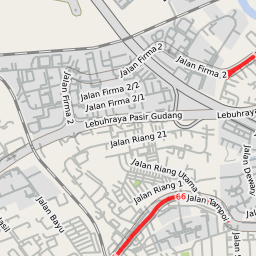 Jalan Firma 2
Jalan Firma 2
Jalan Firma 2/2
Jalan Firma 2/1
Jalan Firma 2
Lebuhraya Pasir Gudang
Lebuhraya
Jalan Riang 21
Jalan Riang Utama
Jalan Dewa
Jalan Riang 1
66
Jalan Tampoi
Jalan Bayu